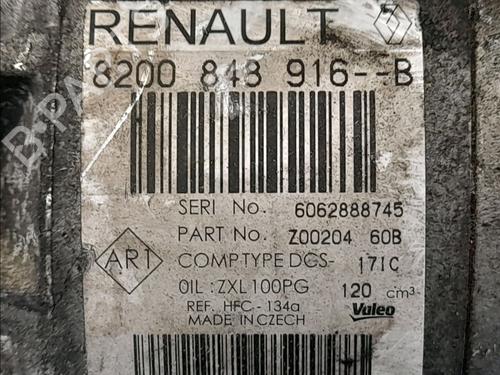 RENAULT
8200 848 916--B
SERI No. 6062888745
PART No. Z00204 60B
ART
COMPTYPE DCS- 171C
OIL : ZXL100PG 120 cm³
REF. HFC - 134a
MADE IN CZECH
Valeo
B-PARTS